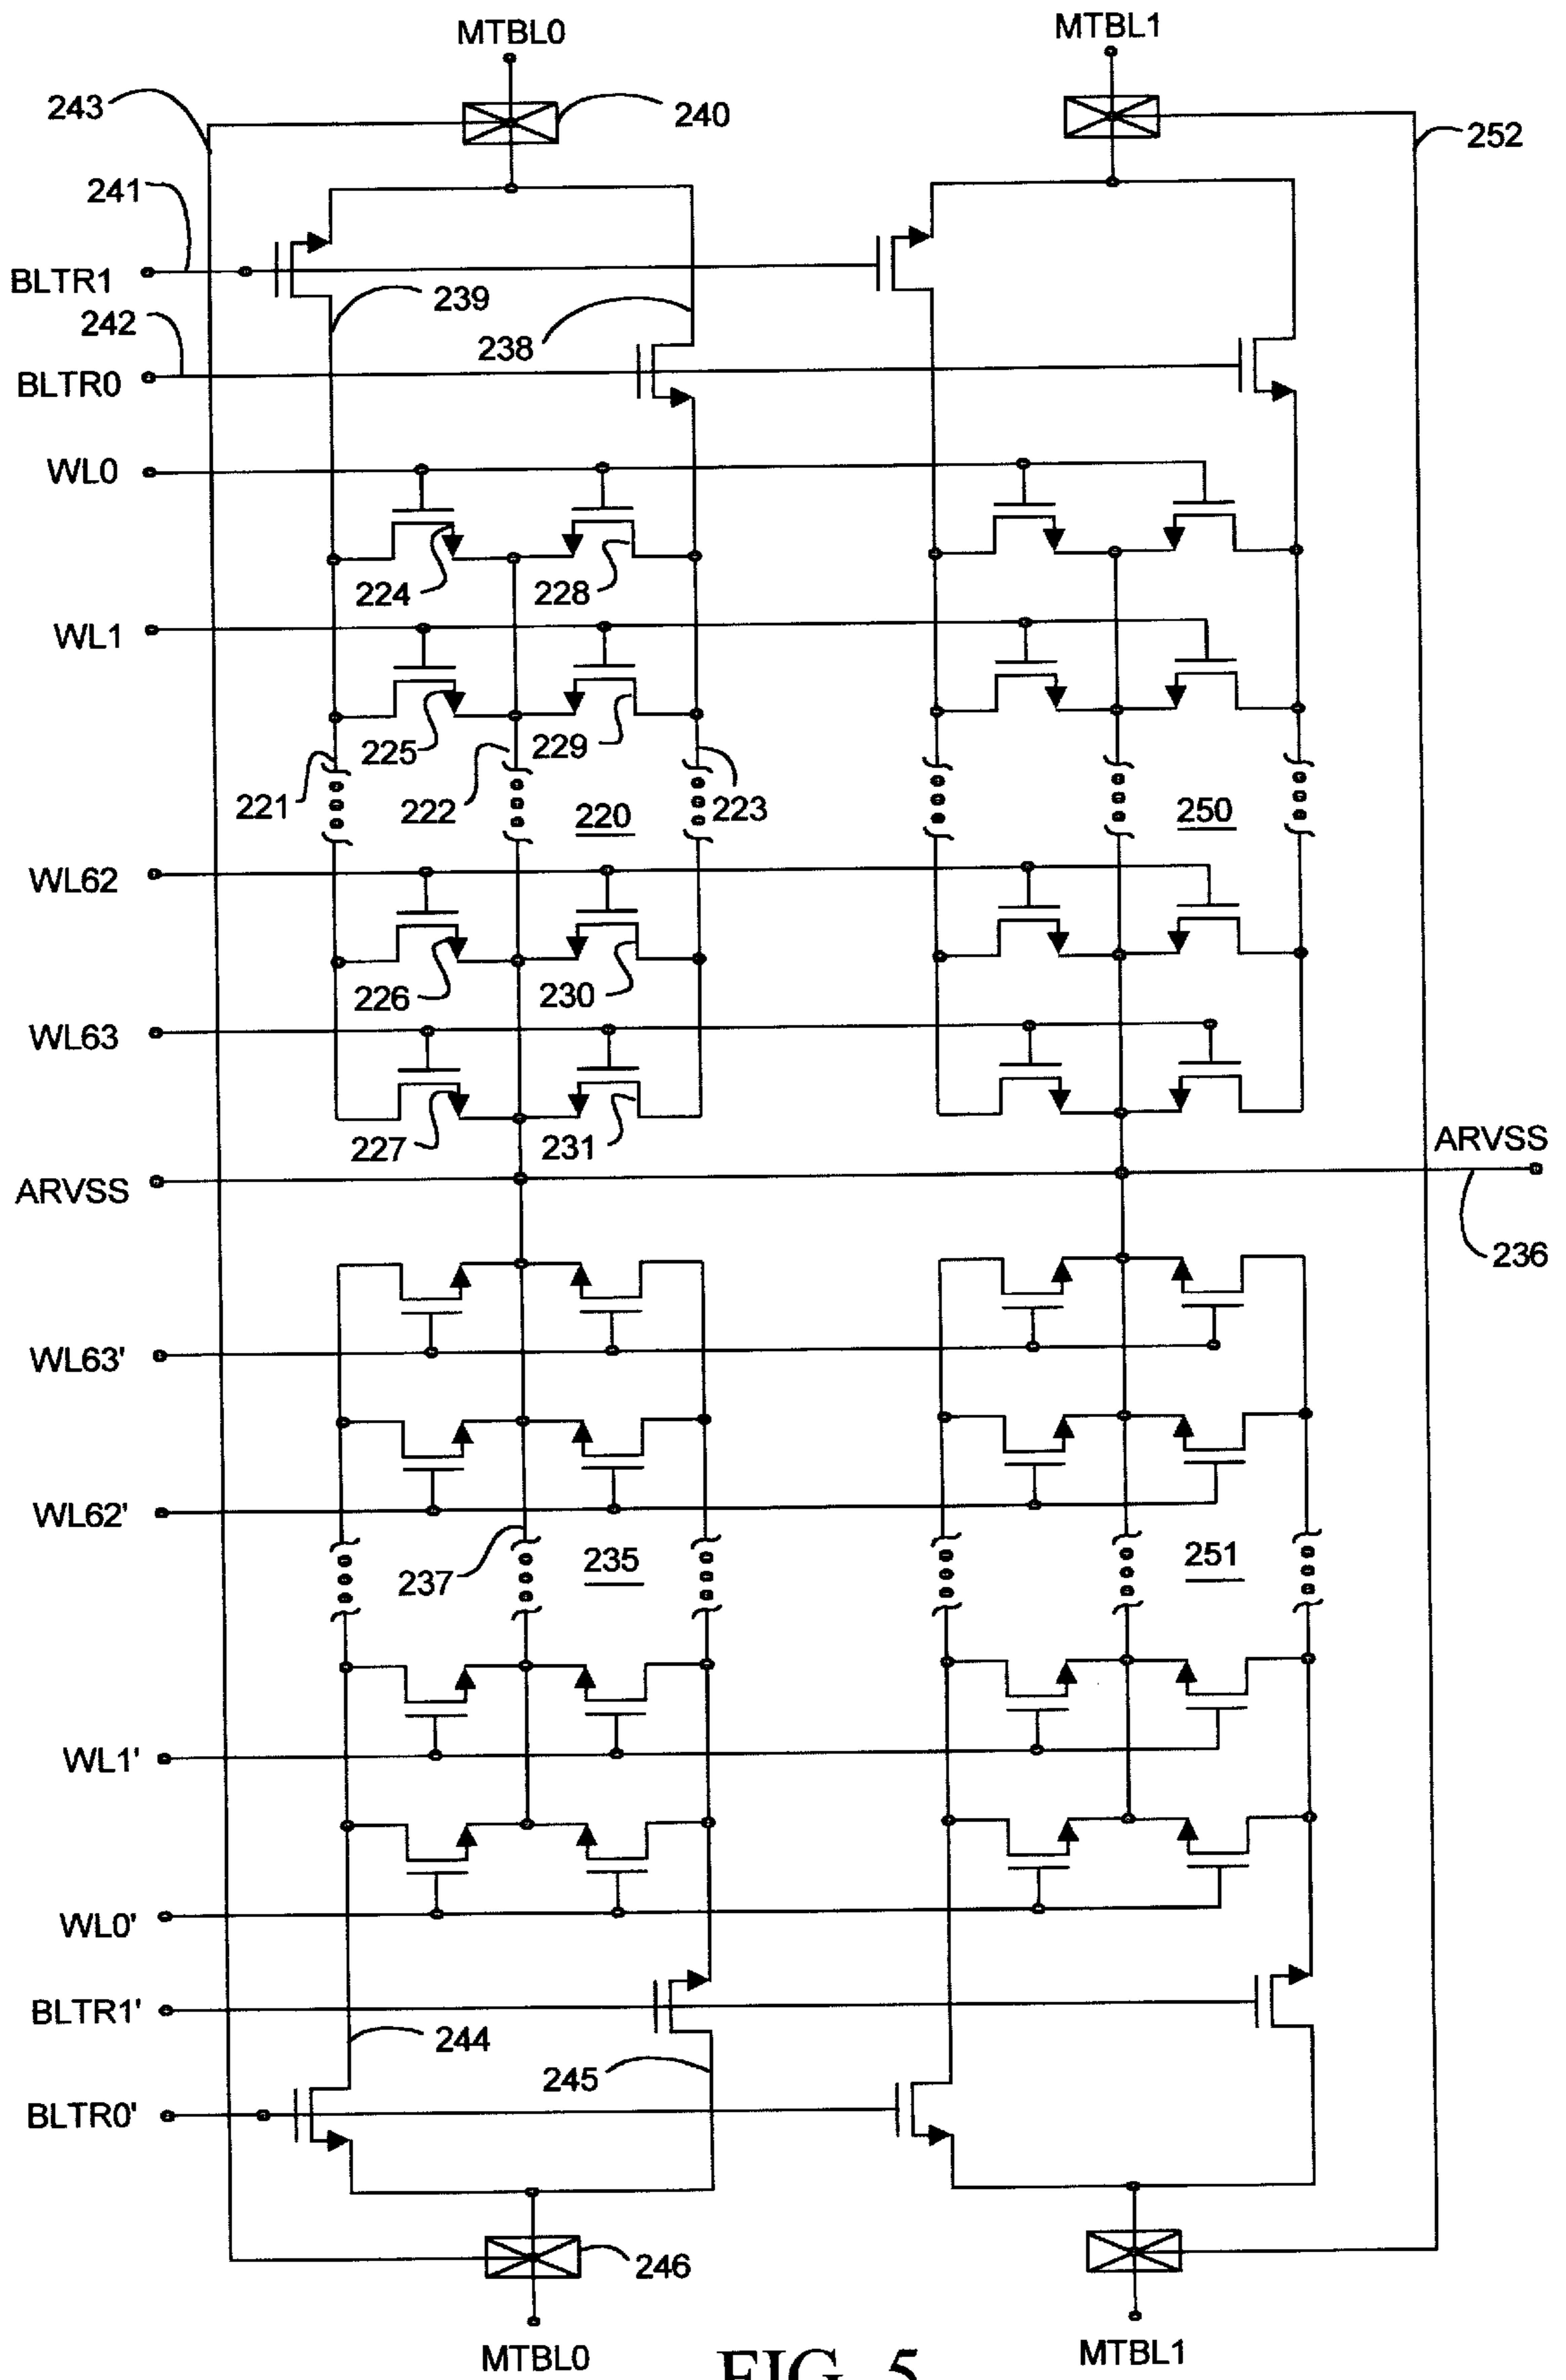 MTBL0 MTBL1
243 240 252
241
BLTR1 239
242 238
BLTR0
WL0
224 228
WL1
225 229
221 222 220 223 250
WL62
226 230
WL63
227 231
ARVSS ARVSS
236
WL63'
WL62'
237 235 251
WL1'
WL0'
BLTR1'
244 245
BLTR0'
246
MTBL0 MTBL1
FIG. 5